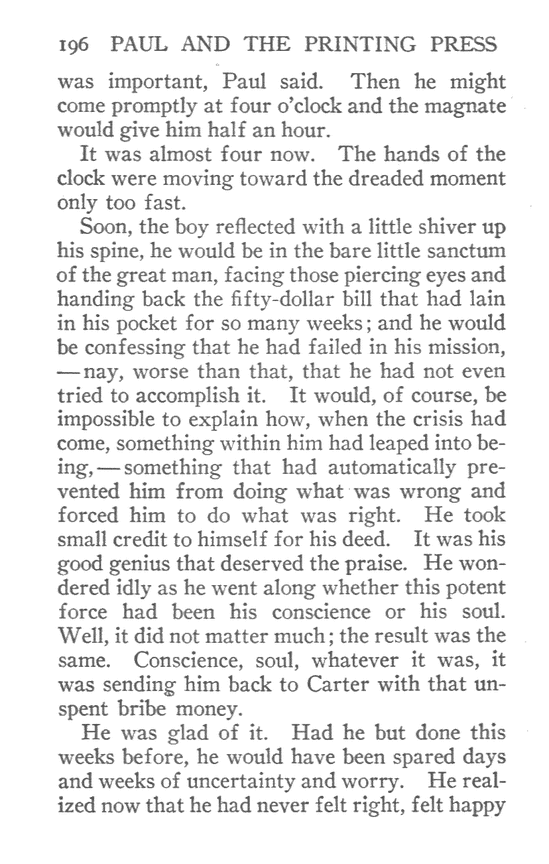 196 PAUL AND THE PRINTING PRESS
was important, Paul said. Then he might
come promptly at four o'clock and the magnate
would give him half an hour.
It was almost four now. The hands of the
clock were moving toward the dreaded moment
only too fast.
Soon, the boy reflected with a little shiver up
his spine, he would be in the bare little sanctum
of the great man, facing those piercing eyes and
handing back the fifty-dollar bill that had lain
in his pocket for so many weeks; and he would
be confessing that he had failed in his mission,
—nay, worse than that, that he had not even
tried to accomplish it. It would, of course, be
impossible to explain how, when the crisis had
come, something within him had leaped into be-
ing,—something that had automatically pre-
vented him from doing what was wrong and
forced him to do what was right. He took
small credit to himself for his deed. It was his
good genius that deserved the praise. He won-
dered idly as he went along whether this potent
force had been his conscience or his soul.
Well, it did not matter much; the result was the
same. Conscience, soul, whatever it was, it
was sending him back to Carter with that un-
spent bribe money.
He was glad of it. Had he but done this
weeks before, he would have been spared days
and weeks of uncertainty and worry. He real-
ized now that he had never felt right, felt happy